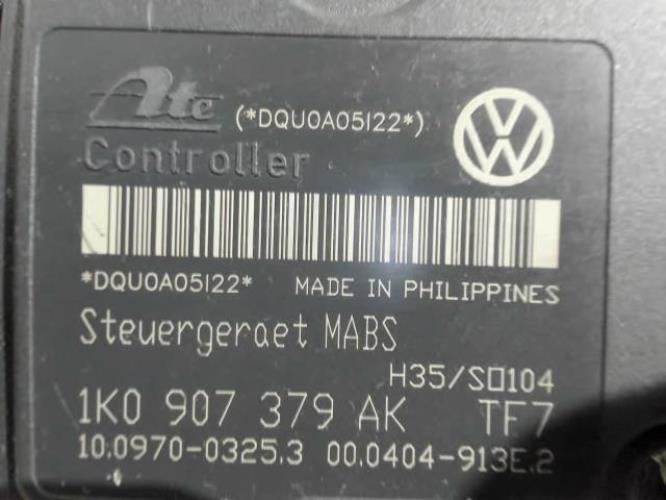 Ate (*DQU0A05I22*)
Controller
*DQU0A05I22* MADE IN PHILIPPINES
Steuergeraet MABS
H35/S□104
1K0 907 379 AK TF7
10.0970-0325.3 00.0404-913E.2